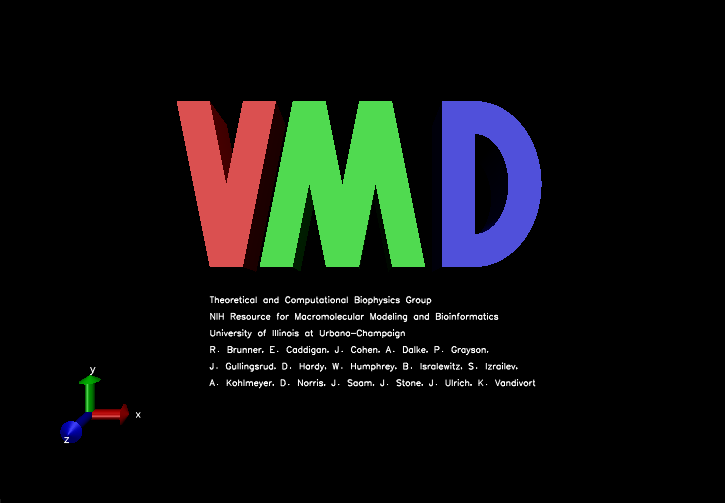 VMD
Theoretical and Computational Biophysics Group
NIH Resource for Macromolecular Modeling and Bioinformatics
University of Illinois at Urbana-Champaign
R. Brunner, E. Caddigan, J. Cohen, A. Dalke, P. Grayson,
J. Gullingsrud, D. Hardy, W. Humphrey, B. Isralewitz, S. Izrailev,
A. Kohlmeyer, D. Norris, J. Saam, J. Stone, J. Ulrich, K. Vandivort
y
x
z